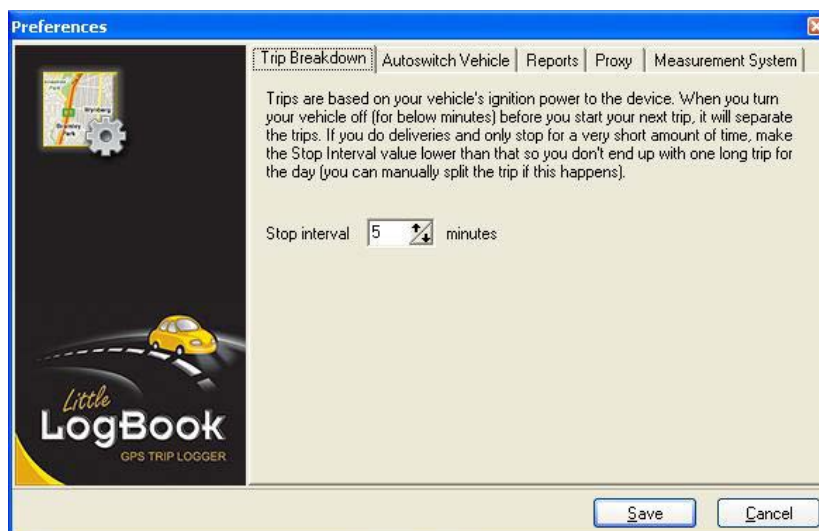 Preferences
Trip Breakdown
Autoswitch Vehicle
Reports
Proxy
Measurement System
Trips are based on your vehicle's ignition power to the device. When you turn
your vehicle off (for below minutes) before you start your next trip, it will separate
the trips. If you do deliveries and only stop for a very short amount of time, make
the Stop Interval value lower than that so you don't end up with one long trip for
the day (you can manually split the trip if this happens).
Stop interval 5 minutes
Wynberg
Bramley
Park
Little
LogBook
GPS TRIP LOGGER
Save
Cancel